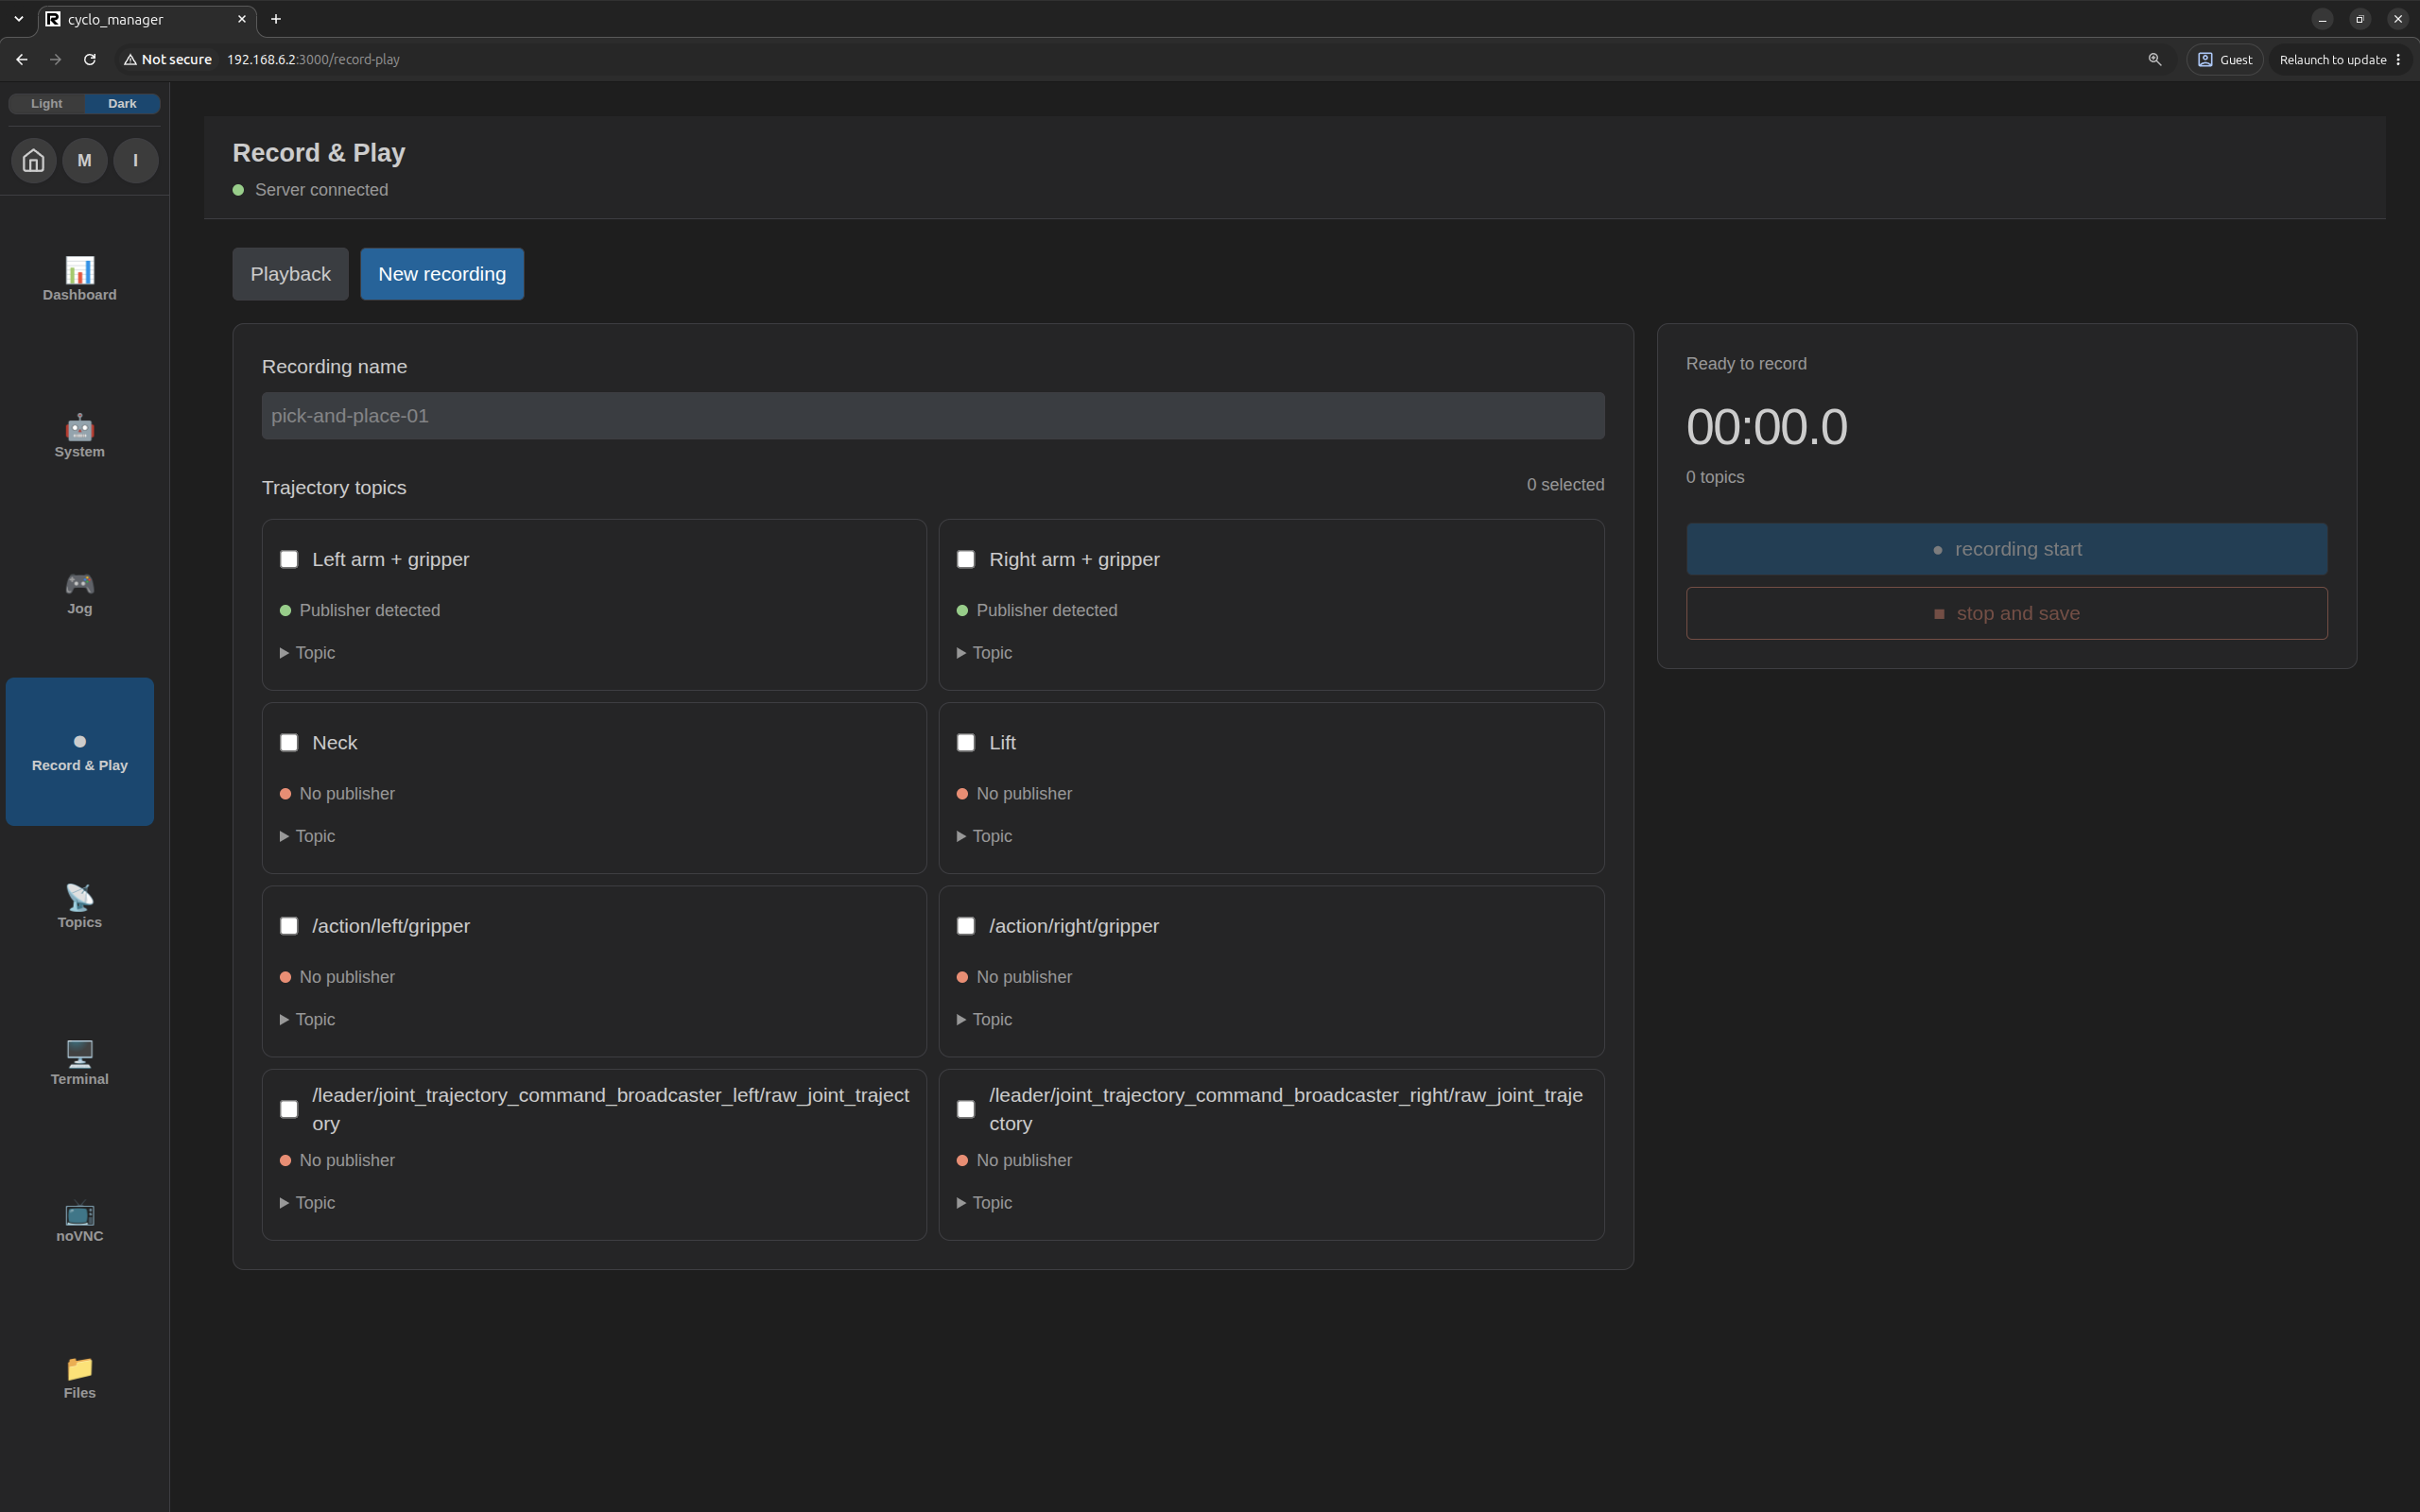 cyclo_manager
Not secure 192.168.6.2:3000/record-play
Guest
Relaunch to update
Light Dark
M I
Dashboard
System
Jog
Record & Play
Topics
Terminal
noVNC
Files
Record & Play
Server connected
Playback New recording
Recording name
pick-and-place-01
Trajectory topics 0 selected
Left arm + gripper
Publisher detected
Topic
Right arm + gripper
Publisher detected
Topic
Neck
No publisher
Topic
Lift
No publisher
Topic
/action/left/gripper
No publisher
Topic
/action/right/gripper
No publisher
Topic
/leader/joint_trajectory_command_broadcaster_left/raw_joint_traject
ory
No publisher
Topic
/leader/joint_trajectory_command_broadcaster_right/raw_joint_traje
ctory
No publisher
Topic
Ready to record
00:00.0
0 topics
recording start
stop and save